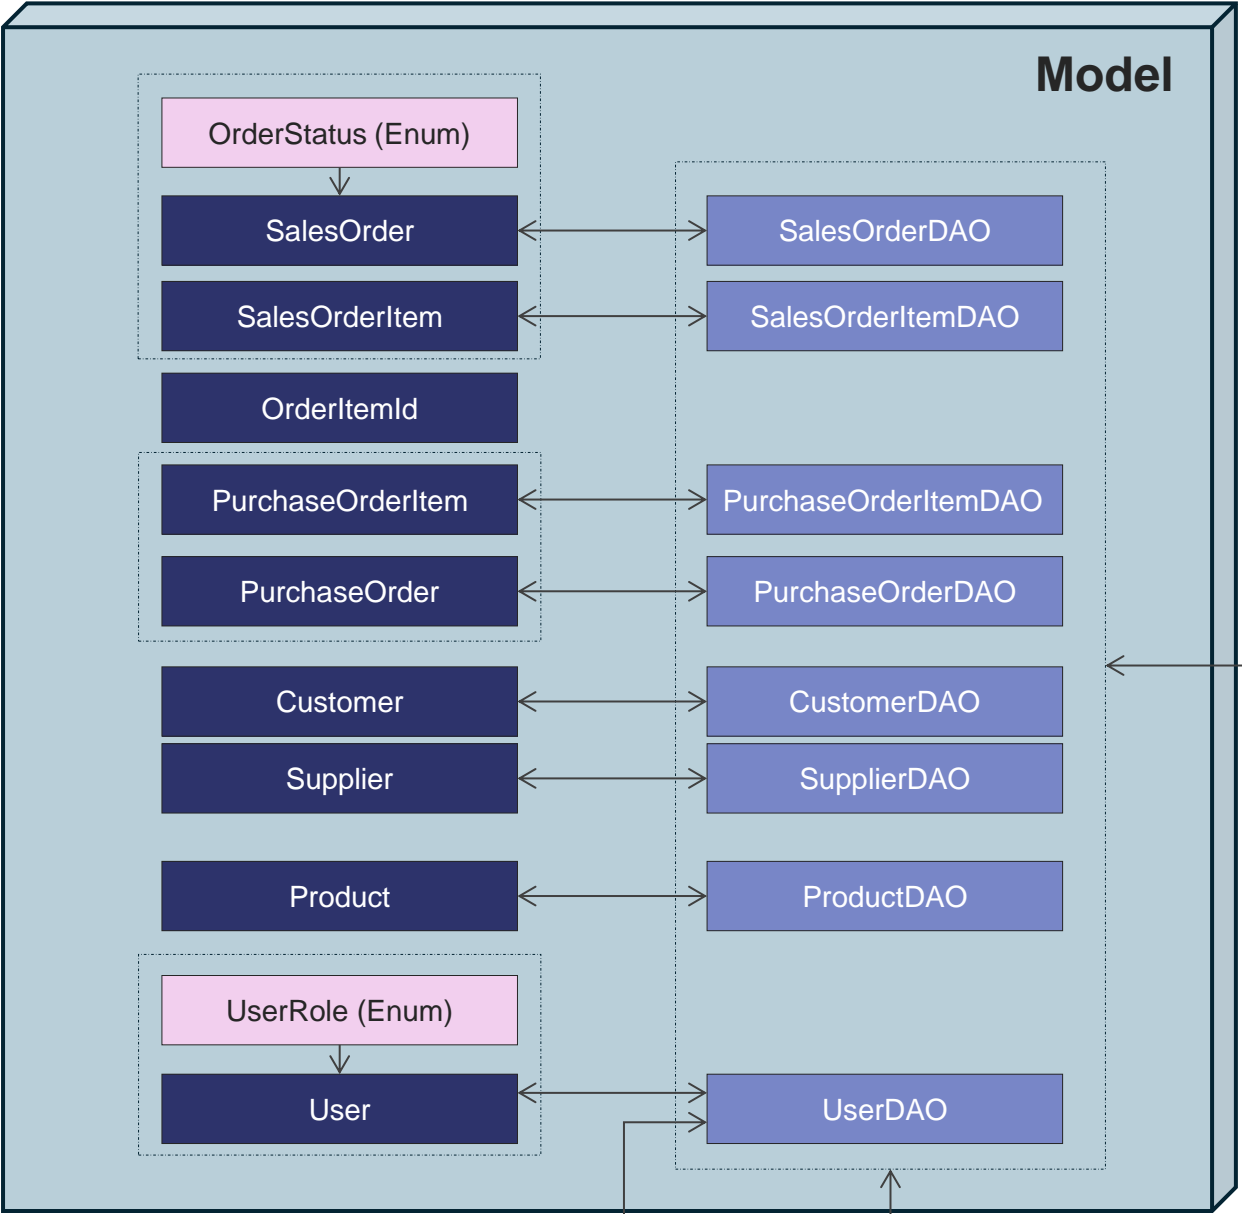 Model
OrderStatus (Enum)
SalesOrder
SalesOrderDAO
SalesOrderItem
SalesOrderItemDAO
OrderItemId
PurchaseOrderItem
PurchaseOrderItemDAO
PurchaseOrder
PurchaseOrderDAO
Customer
CustomerDAO
Supplier
SupplierDAO
Product
ProductDAO
UserRole (Enum)
User
UserDAO